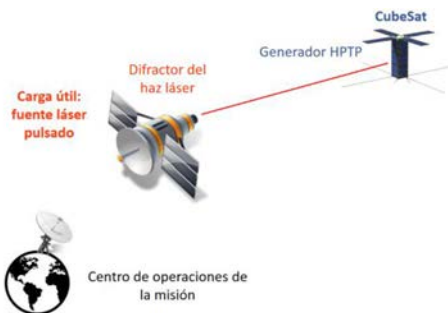 CubeSat
Generador HPTP
Difractor del
haz láser
Carga útil:
fuente láser
pulsado
Centro de operaciones de
la misión